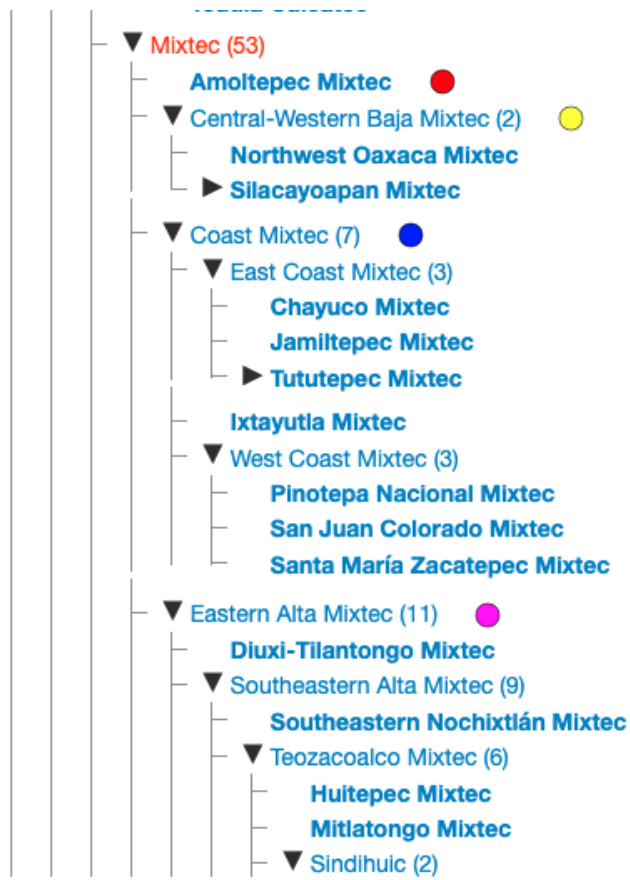 Mixtec (53)
Amoltepec Mixtec
Central-Western Baja Mixtec (2)
Northwest Oaxaca Mixtec
Silacayoapan Mixtec
Coast Mixtec (7)
East Coast Mixtec (3)
Chayuco Mixtec
Jamiltepec Mixtec
Tututepec Mixtec
Ixtayutla Mixtec
West Coast Mixtec (3)
Pinotepa Nacional Mixtec
San Juan Colorado Mixtec
Santa María Zacatepec Mixtec
Eastern Alta Mixtec (11)
Diuxi-Tilantongo Mixtec
Southeastern Alta Mixtec (9)
Southeastern Nochixtlán Mixtec
Teozacoalco Mixtec (6)
Huitepec Mixtec
Mitlatongo Mixtec
Sindihuic (2)